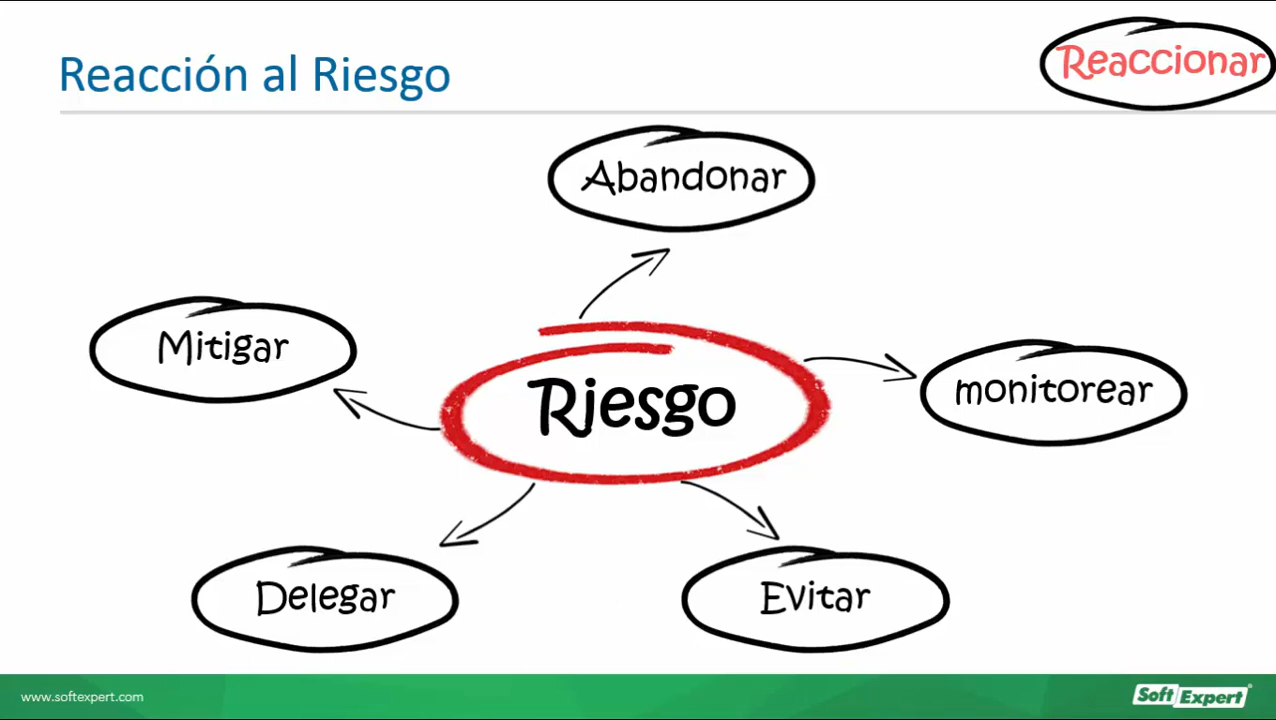 Reacción al Riesgo
Reaccionar
Abandonar
Mitigar
Riesgo
monitorear
Delegar
Evitar
www.softexpert.com
Soft Expert®